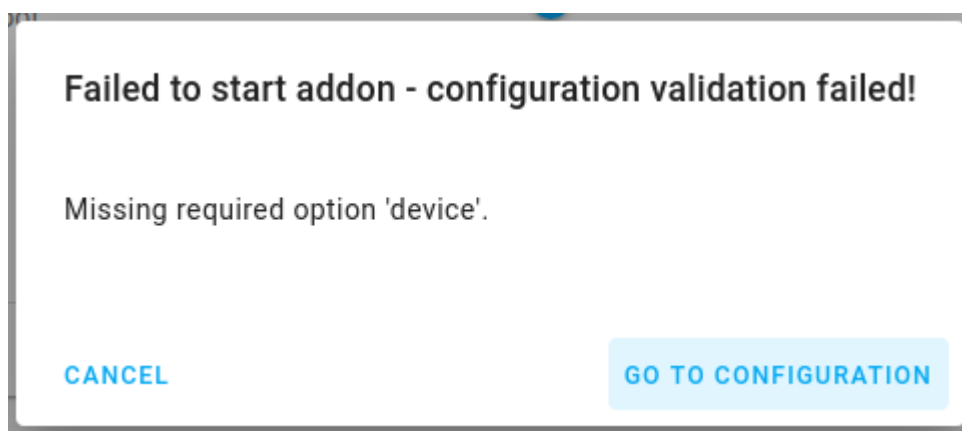 Failed to start addon - configuration validation failed!
Missing required option 'device'.
CANCEL
GO TO CONFIGURATION